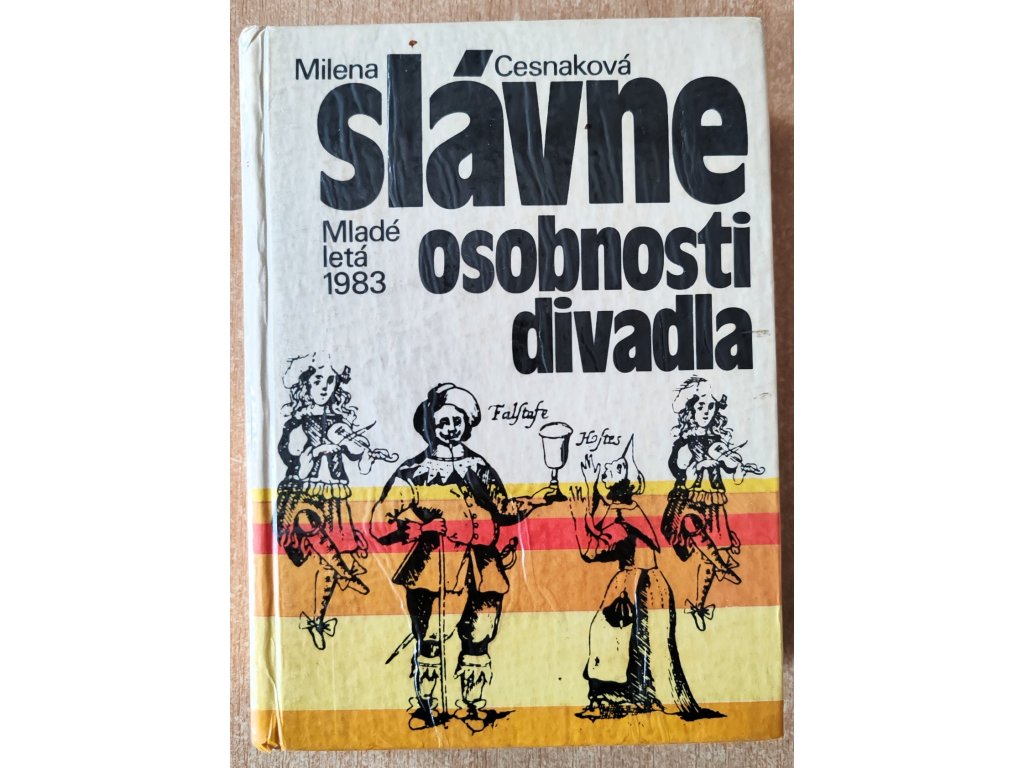 Milena Cesnaková
slávne
Mladé
letá
1983
osobnosti
divadla
Falstafe
Hostes